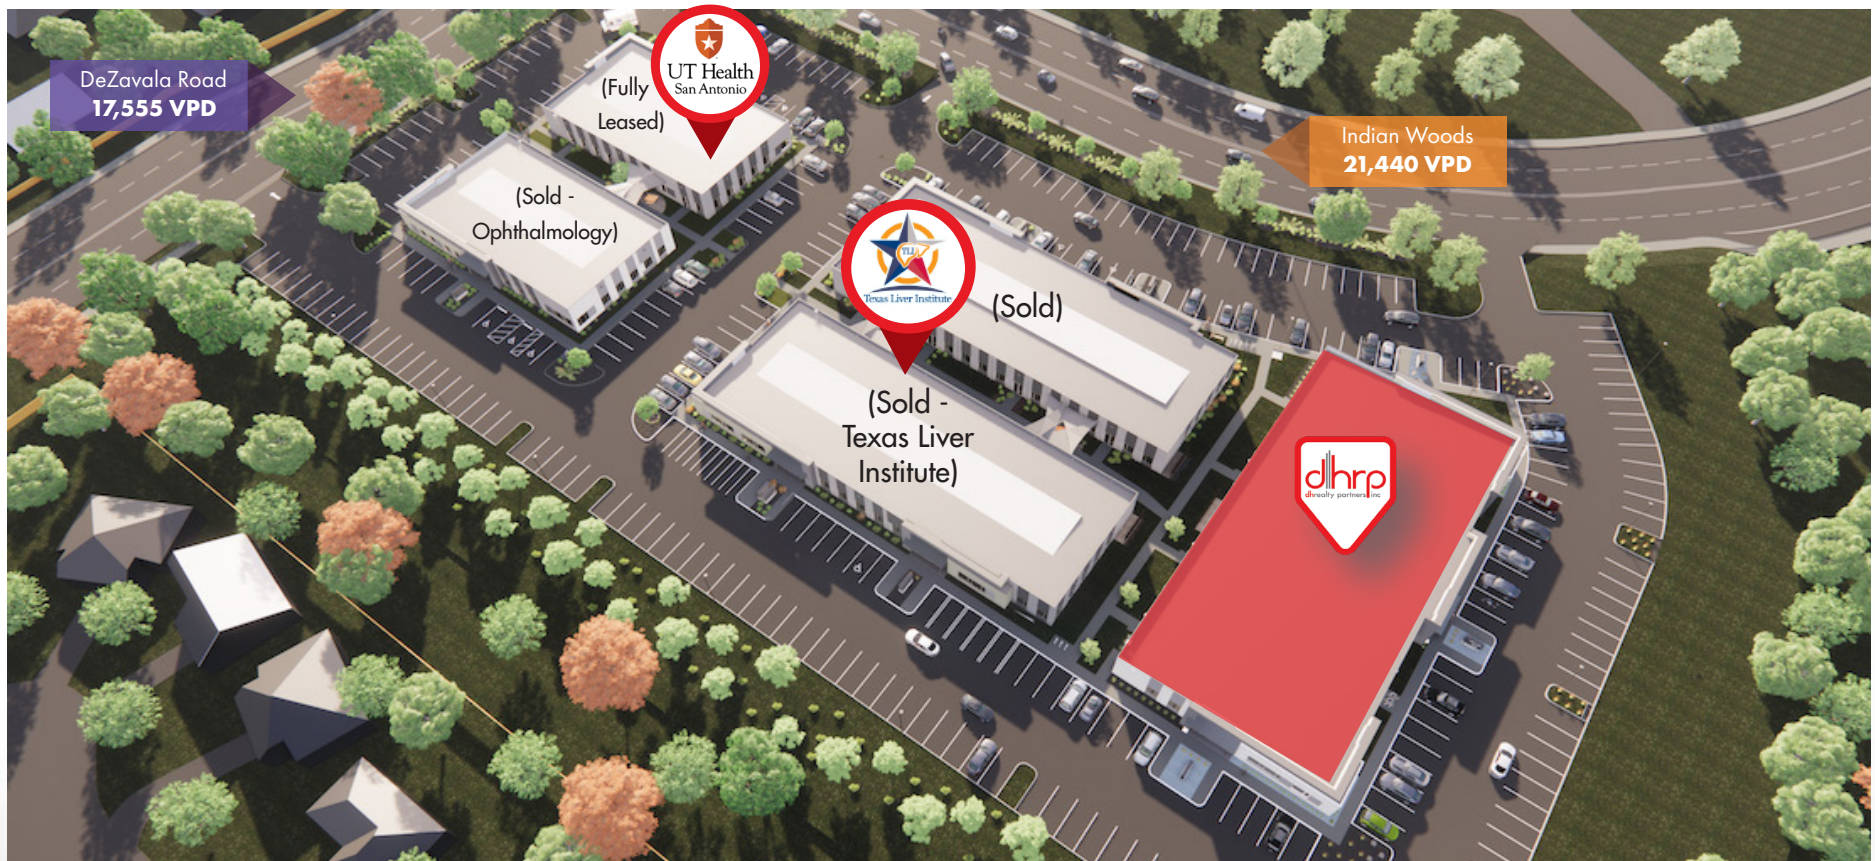 DeZavala Road
17,555 VPD
(Fully
Leased)
UT Health
San Antonio
Indian Woods
21,440 VPD
(Sold -
Ophthalmology)
TLI
Texas Liver Institute
(Sold)
(Sold -
Texas Liver
Institute)
dhrp
dhrealty partners inc